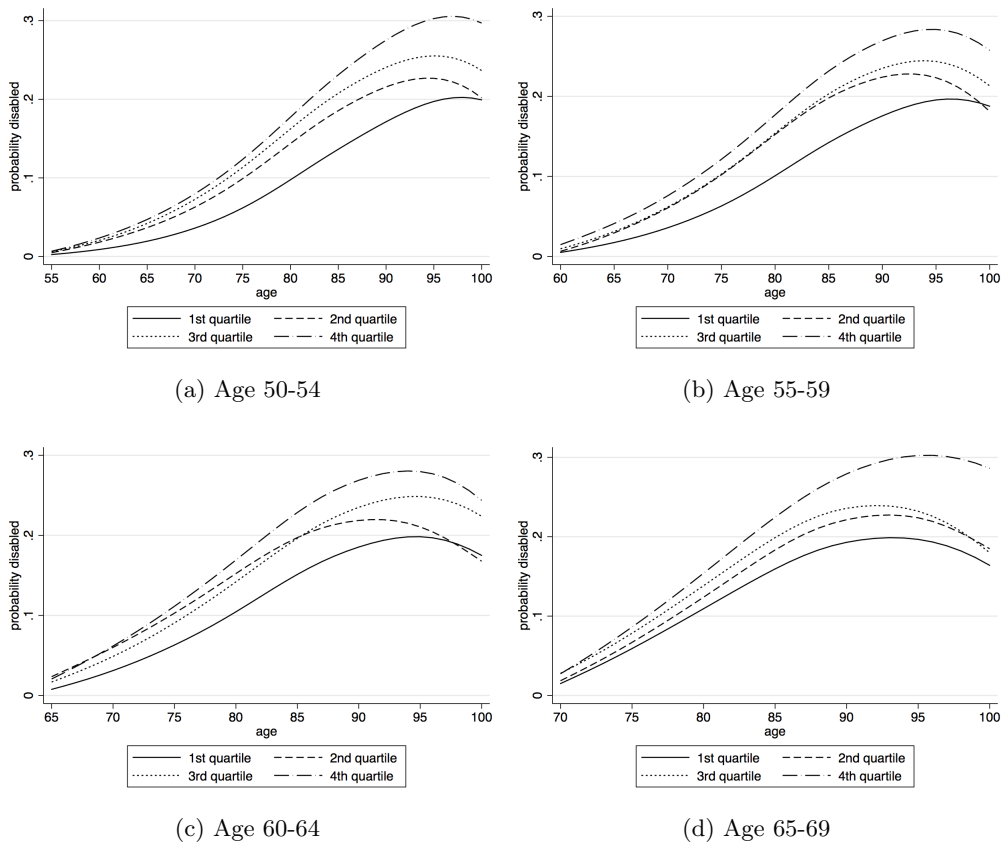 probability disabled
.3
.2
.1
0
55 60 65 70 75 80 85 90 95 100
age
1st quartile 2nd quartile
3rd quartile 4th quartile
(a) Age 50-54
probability disabled
.3
.2
.1
0
60 65 70 75 80 85 90 95 100
age
1st quartile 2nd quartile
3rd quartile 4th quartile
(b) Age 55-59
probability disabled
.3
.2
.1
0
65 70 75 80 85 90 95 100
age
1st quartile 2nd quartile
3rd quartile 4th quartile
(c) Age 60-64
probability disabled
.3
.2
.1
0
70 75 80 85 90 95 100
age
1st quartile 2nd quartile
3rd quartile 4th quartile
(d) Age 65-69